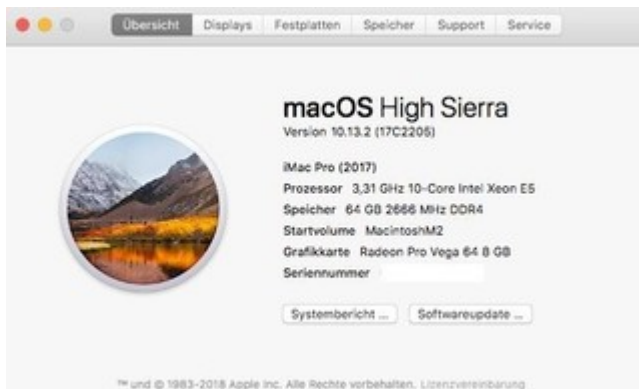 Übersicht Displays Festplatten Speicher Support Service
macOS High Sierra
Version 10.13.2 (17C2205)
iMac Pro (2017)
Prozessor 3,31 GHz 10-Core Intel Xeon E5
Speicher 64 GB 2666 MHz DDR4
Startvolume MacintoshM2
Grafikkarte Radeon Pro Vega 64 8 GB
Seriennummer
Systembericht ... Softwareupdate ...
™ und © 1983-2018 Apple Inc. Alle Rechte vorbehalten. Lizenzvereinbarung